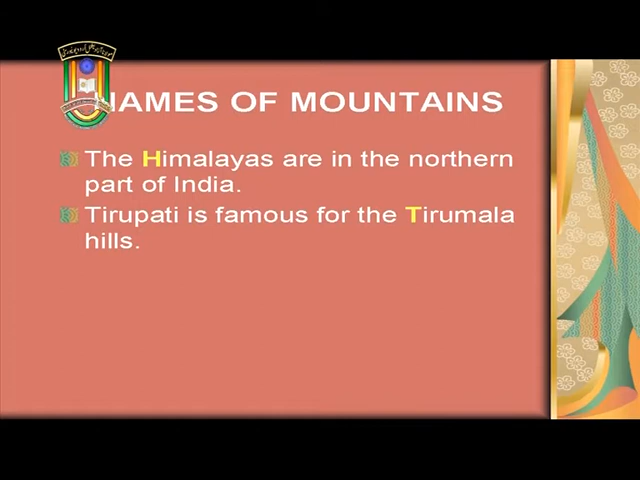 NAMES OF MOUNTAINS
The Himalayas are in the northern
part of India.
Tirupati is famous for the Tirumala
hills.